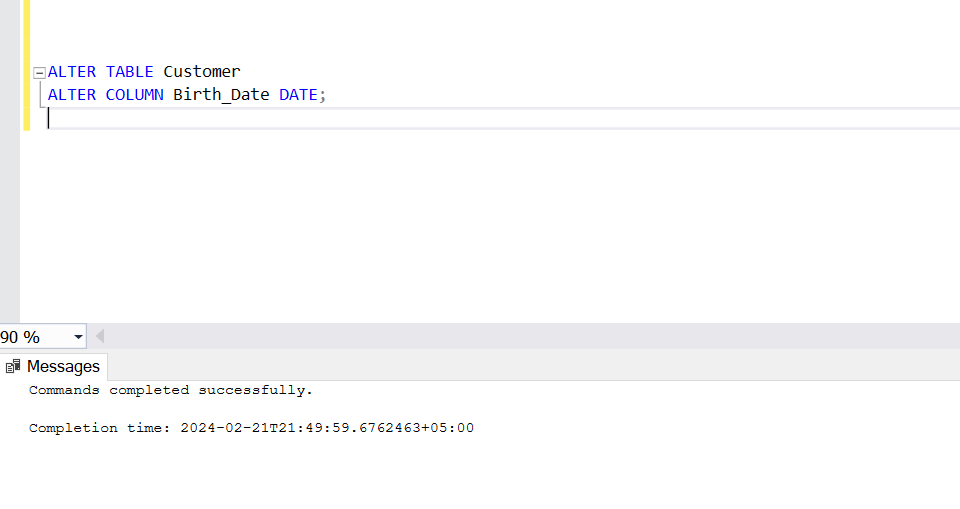 ALTER TABLE Customer
ALTER COLUMN Birth_Date DATE;
90 %
Messages
Commands completed successfully.
Completion time: 2024-02-21T21:49:59.6762463+05:00